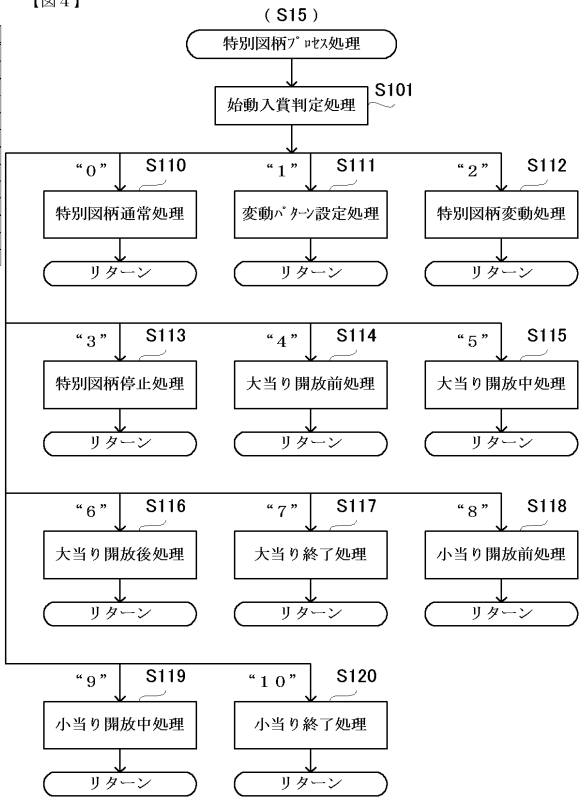 【図４】
(S15)
特別図柄ﾌﾟﾛｾｽ処理
S101
始動入賞判定処理
“0” S110 “1” S111 “2” S112
特別図柄通常処理 変動ﾊﾟﾀｰﾝ設定処理 特別図柄変動処理
リターン リターン リターン
“3” S113 “4” S114 “5” S115
特別図柄停止処理 大当り開放前処理 大当り開放中処理
リターン リターン リターン
“6” S116 “7” S117 “8” S118
大当り開放後処理 大当り終了処理 小当り開放前処理
リターン リターン リターン
“9” S119 “10” S120
小当り開放中処理 小当り終了処理
リターン リターン